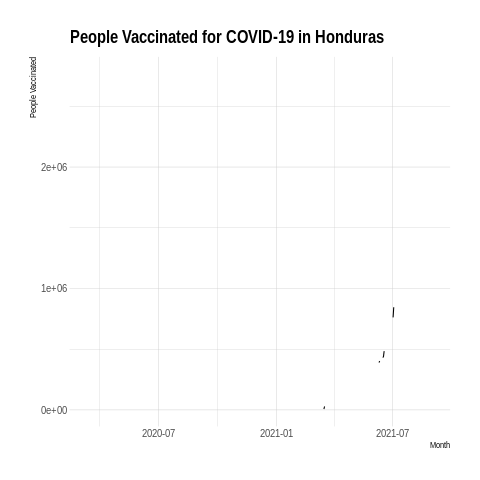 People Vaccinated for COVID-19 in Honduras
People Vaccinated
2e+06
1e+06
0e+00
2020-07
2021-01
2021-07
Month